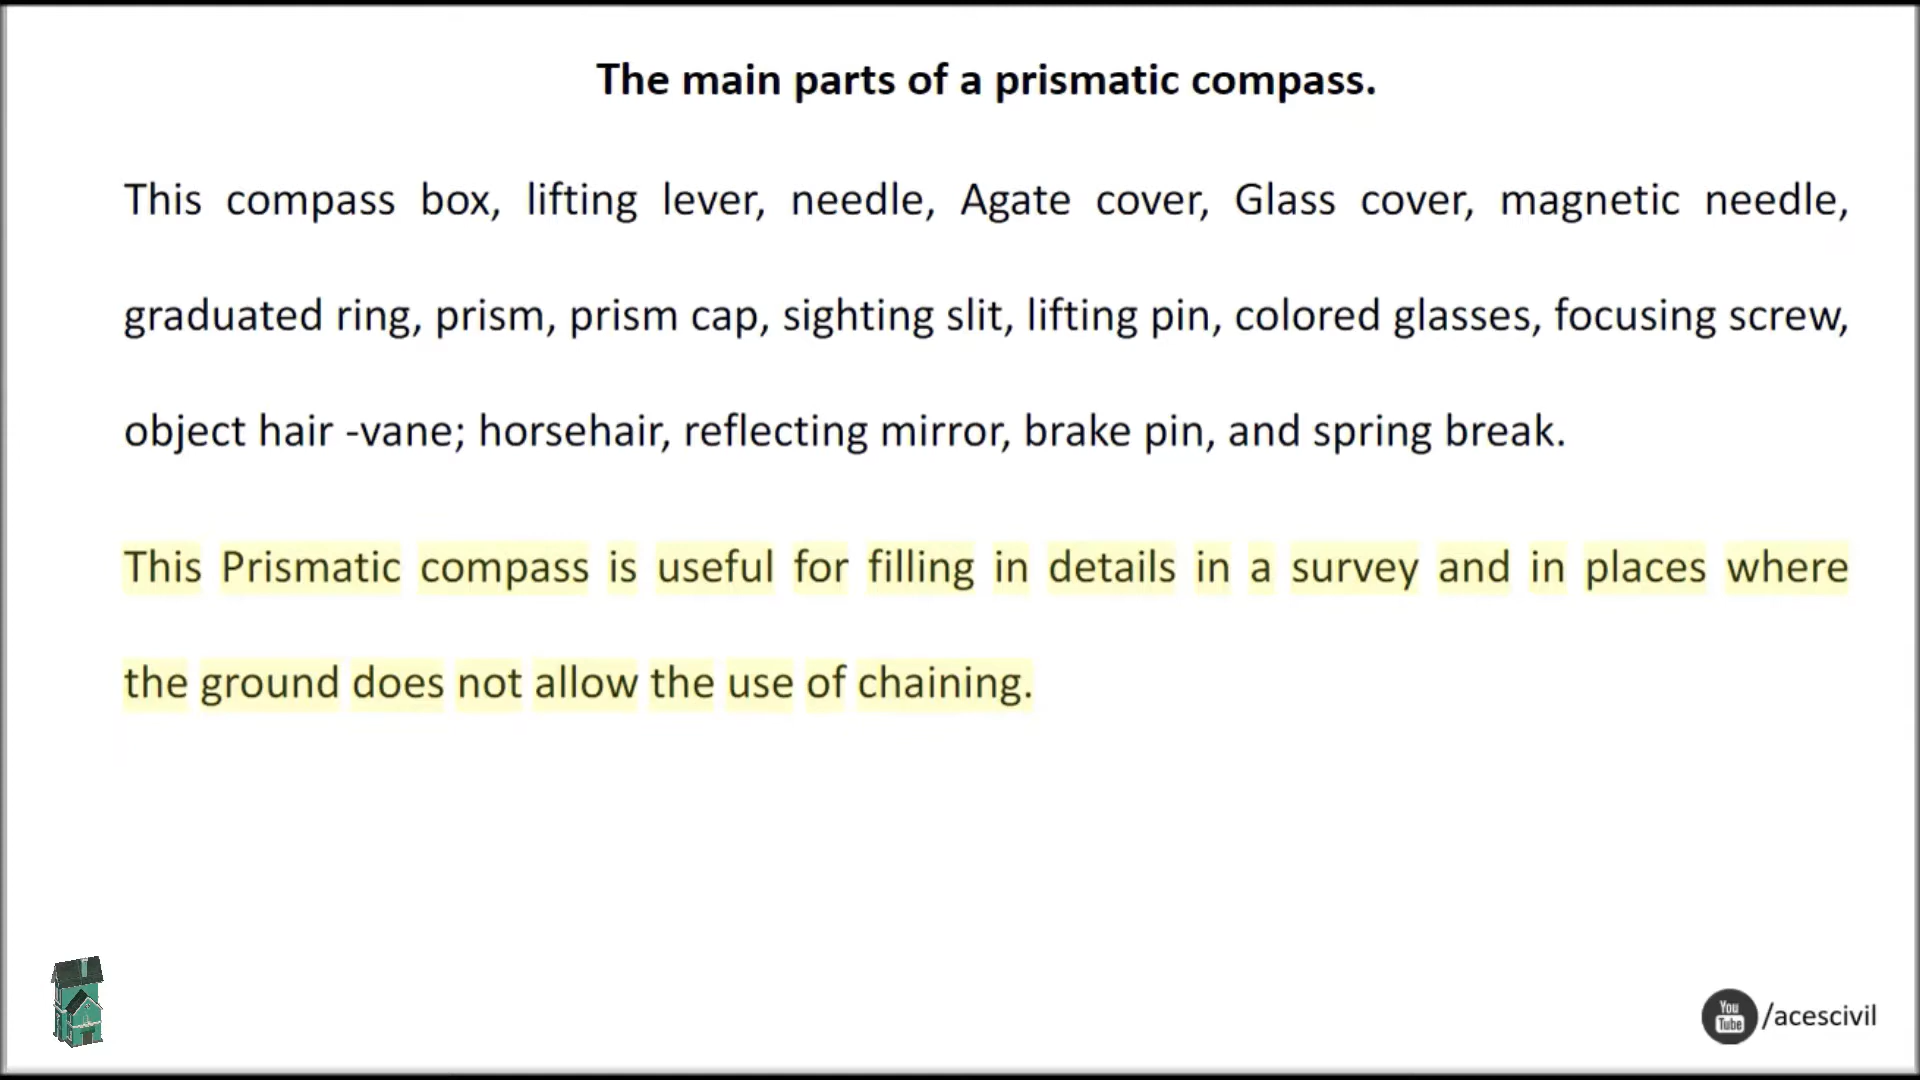 The main parts of a prismatic compass.
This compass box, lifting lever, needle, Agate cover, Glass cover, magnetic needle,
graduated ring, prism, prism cap, sighting slit, lifting pin, colored glasses, focusing screw,
object hair -vane; horsehair, reflecting mirror, brake pin, and spring break.
This Prismatic compass is useful for filling in details in a survey and in places where
the ground does not allow the use of chaining.
You
Tube /acescivil